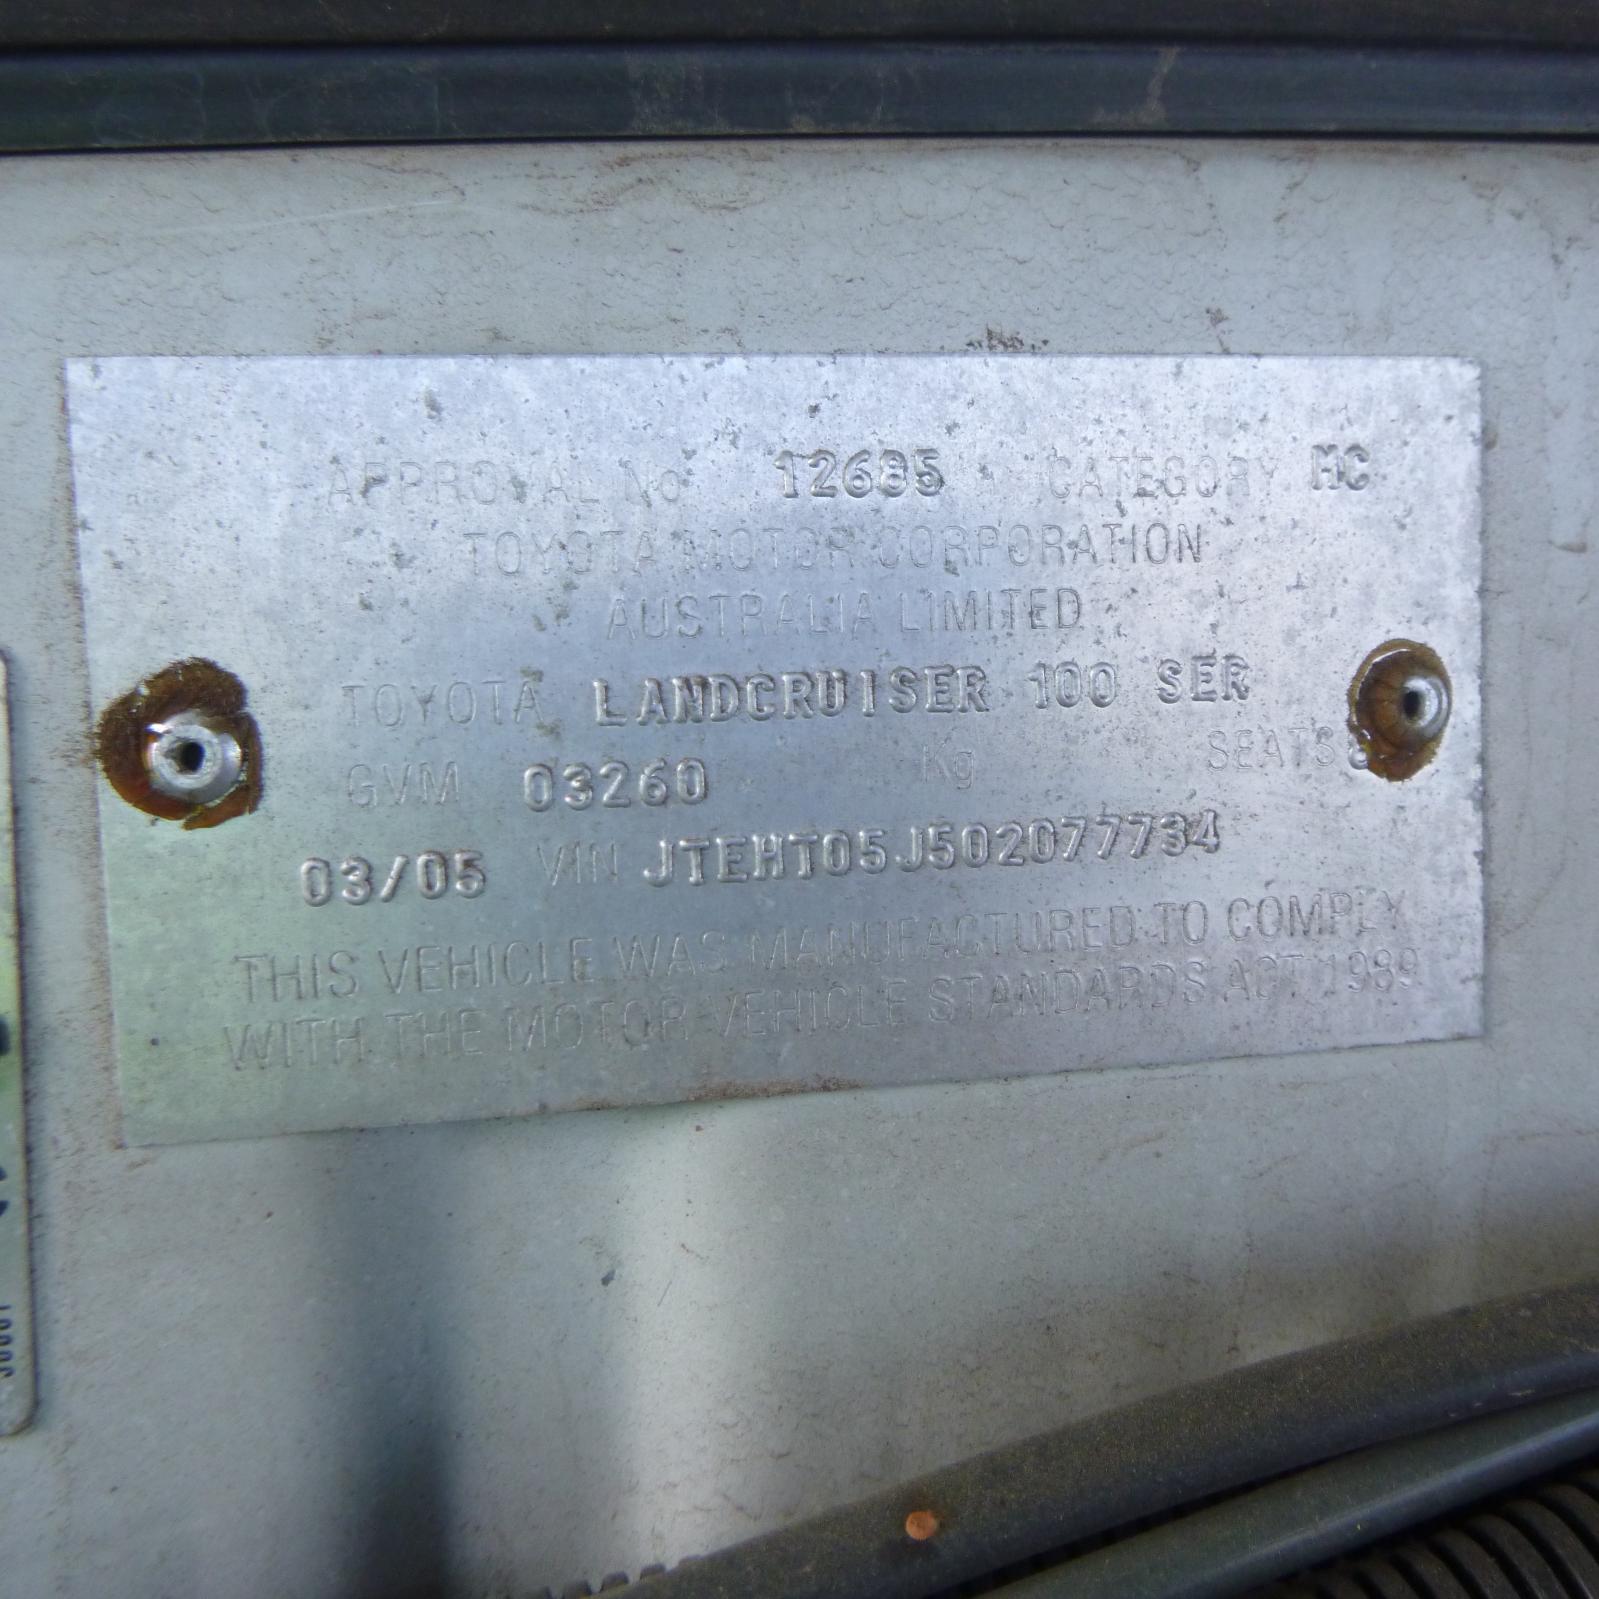 APPROVAL No 12685 CATEGORY MC
TOYOTA MOTOR CORPORATION
AUSTRALIA LIMITED
TOYOTA LANDCRUISER 100 SER
GVM 03260 Kg SEATS
03/05 VIN JTEHT05J502077734
THIS VEHICLE WAS MANUFACTURED TO COMPLY
WITH THE MOTOR VEHICLE STANDARDS ACT 1989